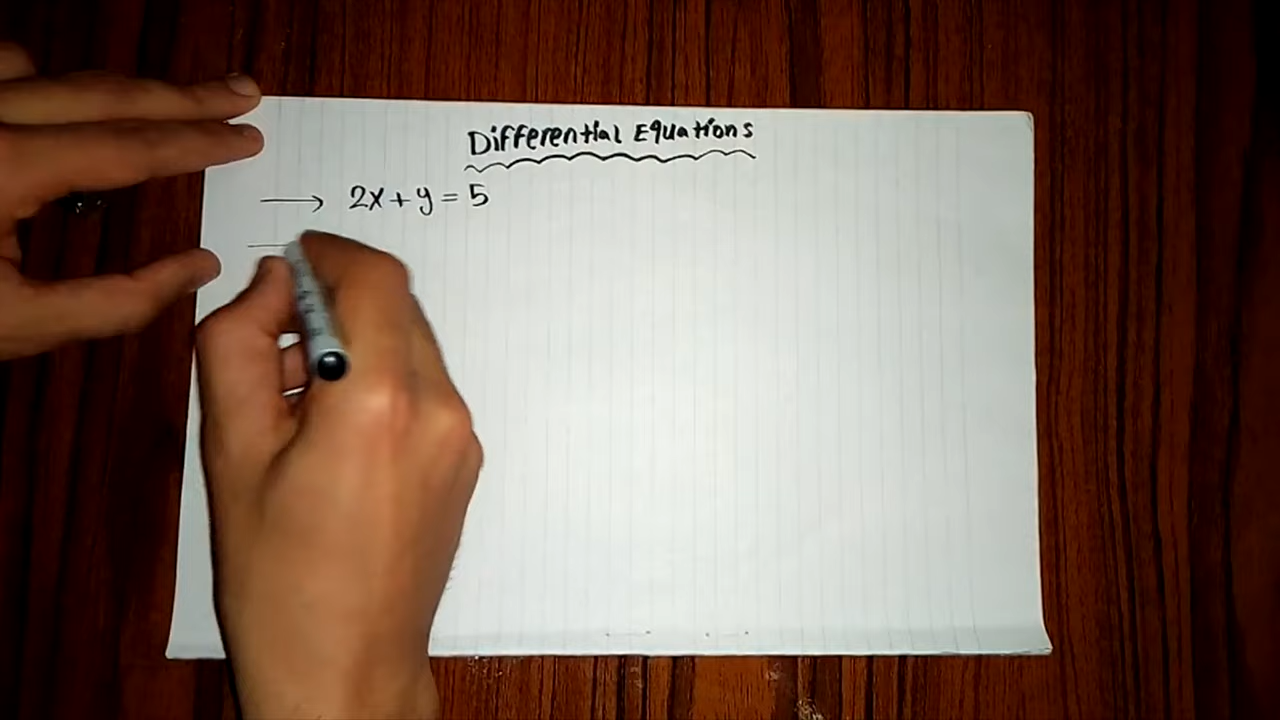 Differential Equations
→ 2x + y = 5